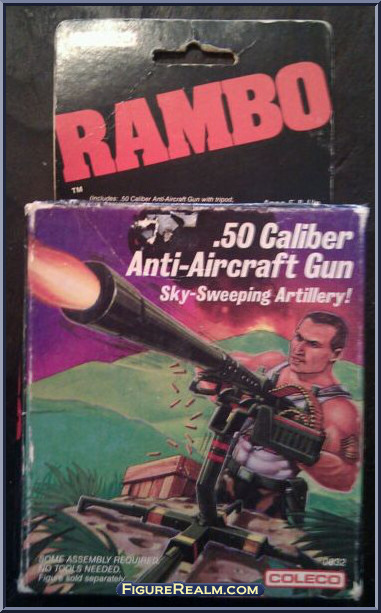 RAMBO
TM
(Includes: .50 Caliber Anti-Aircraft Gun with tripod,
.50 Caliber
Anti-Aircraft Gun
Sky-Sweeping Artillery!
SOME ASSEMBLY REQUIRED
NO TOOLS NEEDED.
Figure sold separately
0832
COLECO
FIGUREREALM.COM